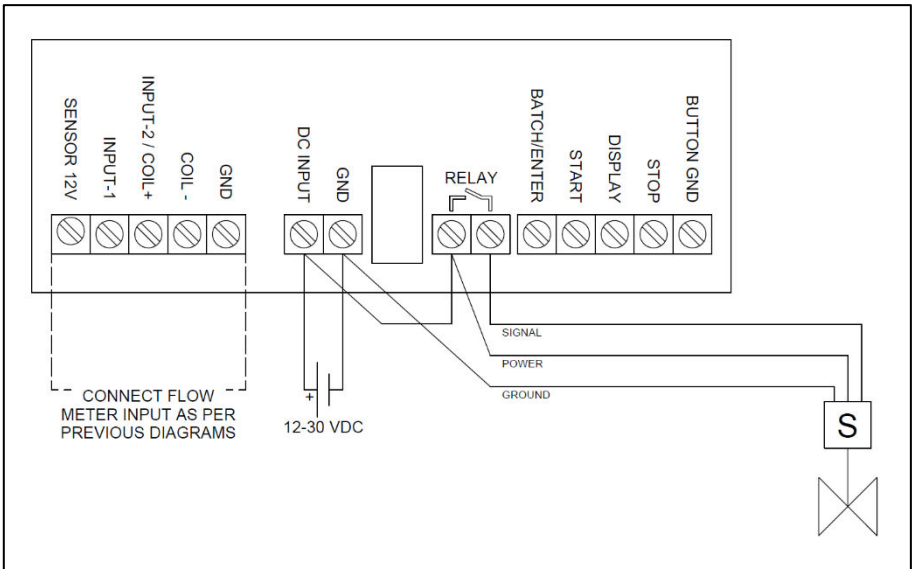 SENSOR 12V
INPUT-1
INPUT-2 / COIL+
COIL -
GND
DC INPUT
GND
RELAY
BATCH/ENTER
START
DISPLAY
STOP
BUTTON GND
SIGNAL
POWER
GROUND
CONNECT FLOW
METER INPUT AS PER
PREVIOUS DIAGRAMS
+
12-30 VDC
S